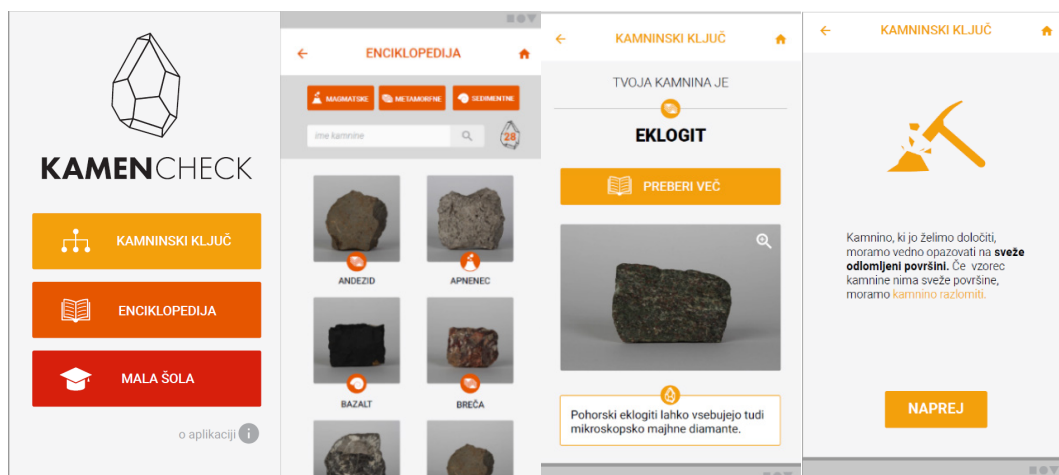 KAMENCHECK
KAMNINSKI KLJUČ
ENCIKLOPEDIJA
MALA ŠOLA
o aplikaciji
ENCIKLOPEDIJA
MAGMATSKE METAMORFNE SEDIMENTNE
ime kamnine
28
ANDEZID APNENEC
BAZALT BREČA
KAMNINSKI KLJUČ
TVOJA KAMNINA JE
EKLOGIT
PREBERI VEČ
Pohorski eklogiti lahko vsebujejo tudi
mikroskopsko majhne diamante.
KAMNINSKI KLJUČ
Kamnino, ki jo želimo določiti,
moramo vedno opazovati na sveže
odlomljeni površini. Če vzorec
kamnine nima sveže površine,
moramo kamnino razlomiti.
NAPREJ